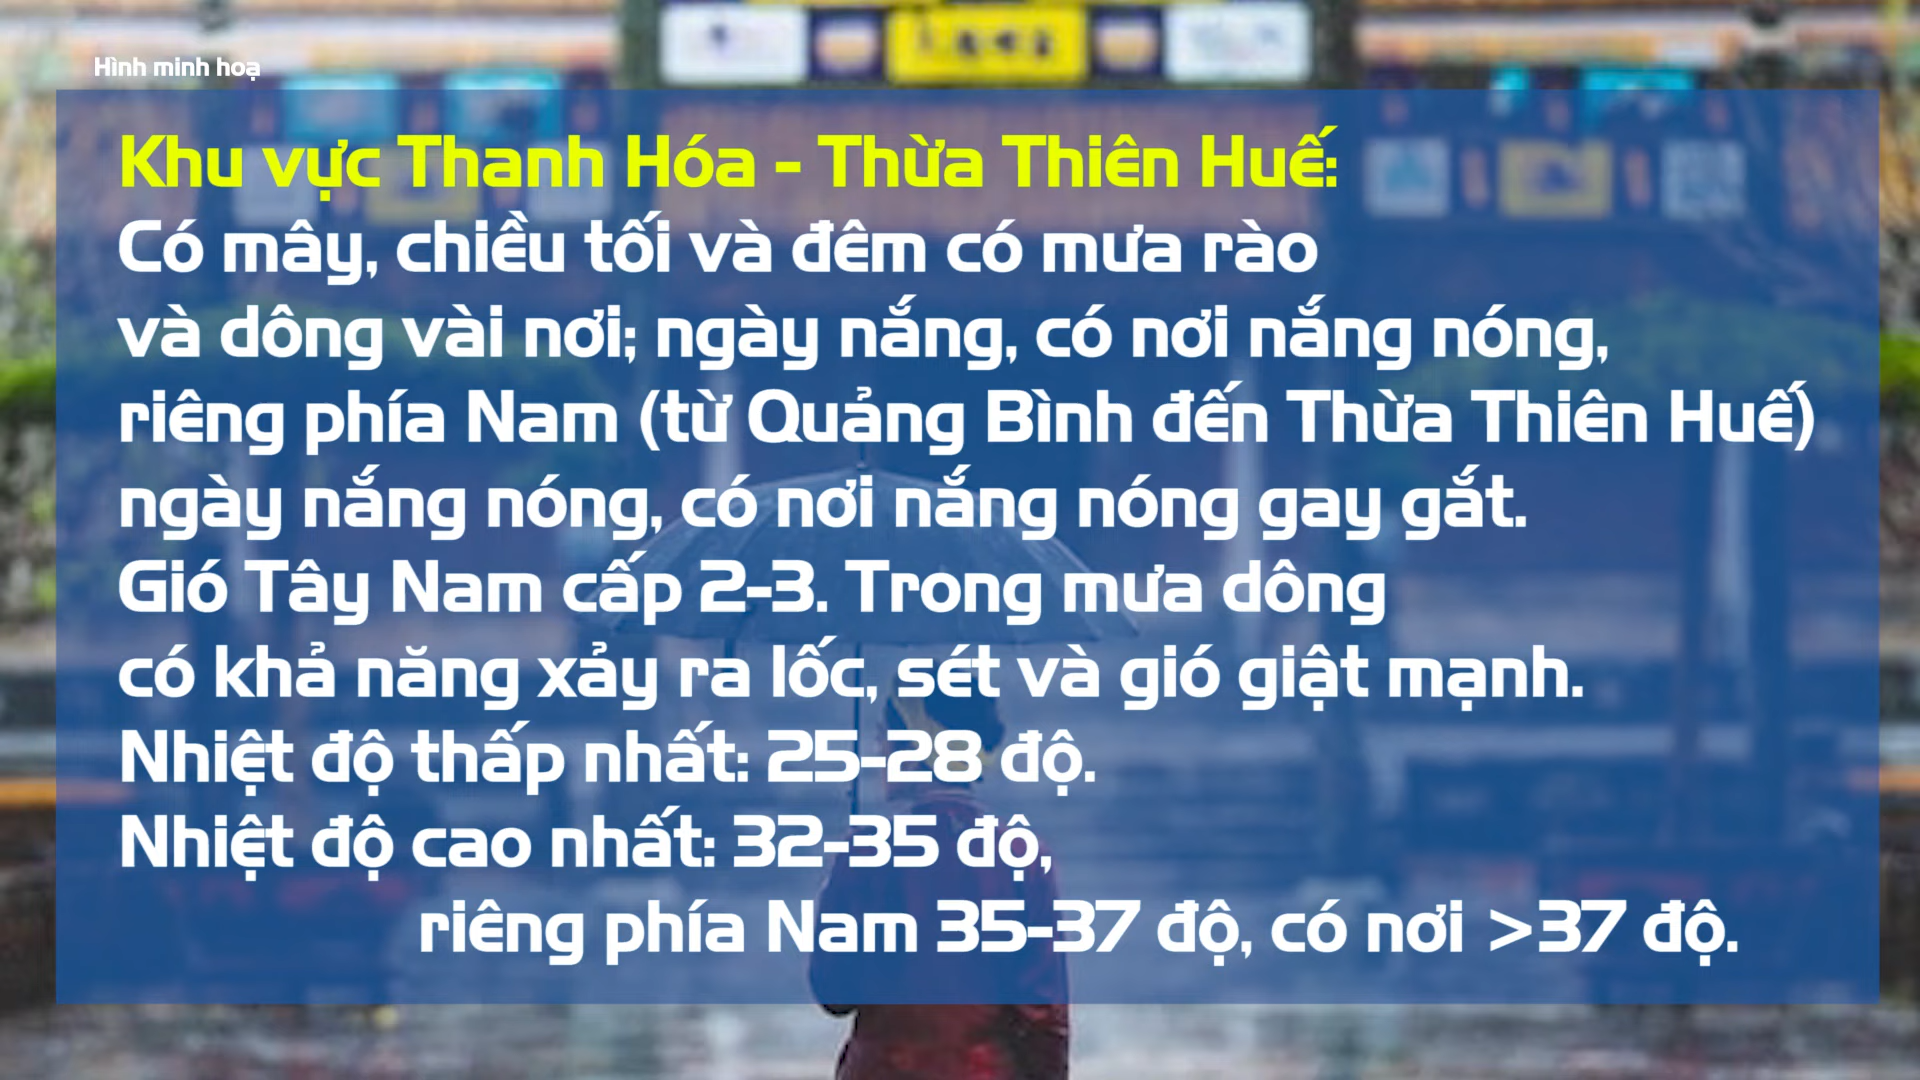 Hình minh hoạ
Khu vực Thanh Hóa - Thừa Thiên Huế:
Có mây, chiều tối và đêm có mưa rào
và dông vài nơi; ngày nắng, có nơi nắng nóng,
riêng phía Nam (từ Quảng Bình đến Thừa Thiên Huế)
ngày nắng nóng, có nơi nắng nóng gay gắt.
Gió Tây Nam cấp 2-3. Trong mưa dông
có khả năng xảy ra lốc, sét và gió giật mạnh.
Nhiệt độ thấp nhất: 25-28 độ.
Nhiệt độ cao nhất: 32-35 độ,
riêng phía Nam 35-37 độ, có nơi >37 độ.